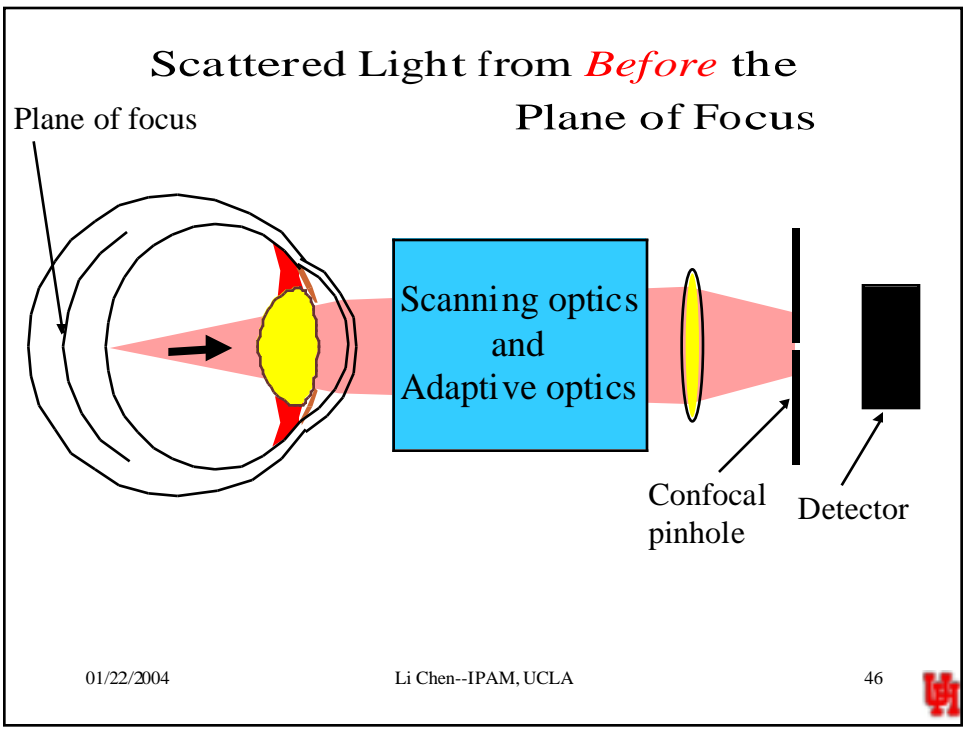 Scattered Light from Before the
Plane of Focus
Plane of focus
Scanning optics
and
Adaptive optics
Confocal
pinhole
Detector
01/22/2004
Li Chen--IPAM, UCLA
46
UH